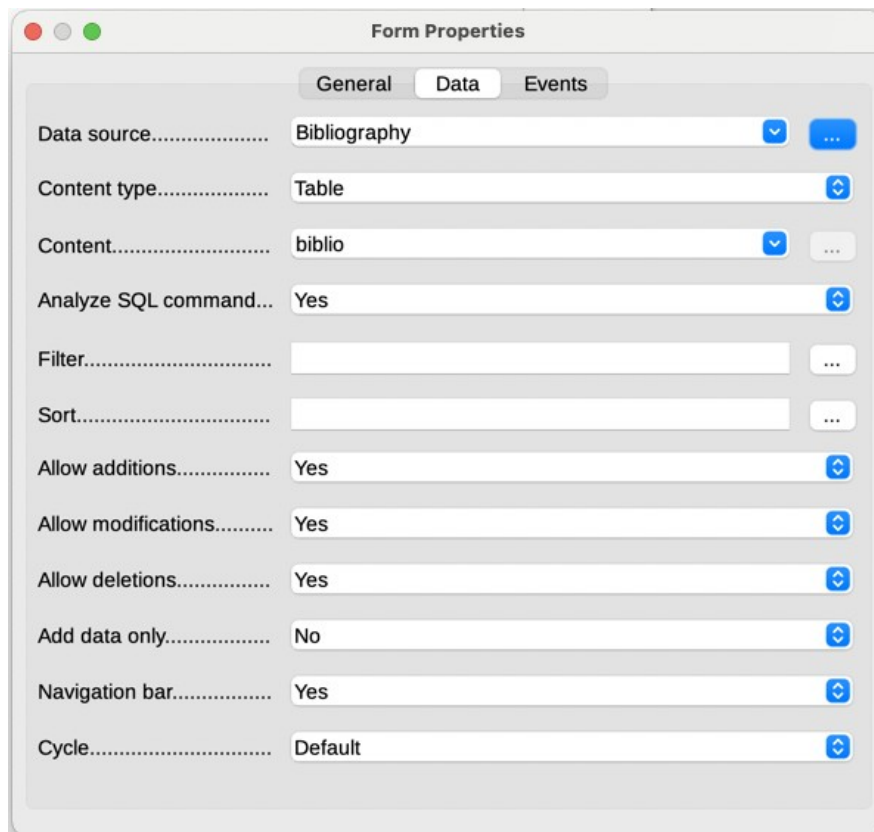 Form Properties
General Data Events
Data source.................... Bibliography ...
Content type................... Table
Content.......................... biblio ...
Analyze SQL command... Yes
Filter............................... ...
Sort................................ ...
Allow additions................ Yes
Allow modifications.......... Yes
Allow deletions................ Yes
Add data only.................. No
Navigation bar................. Yes
Cycle.............................. Default